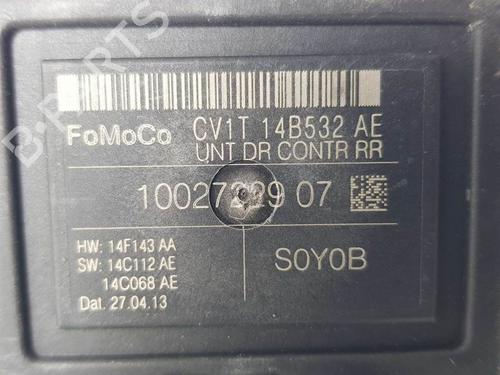 B-PARTS
FoMoCo CV1T 14B532 AE
UNT DR CONTR RR
07
HW: 14F143 AA
SW: 14C112 AE
14C068 AE
Dat. 27.04.13
S0Y0B